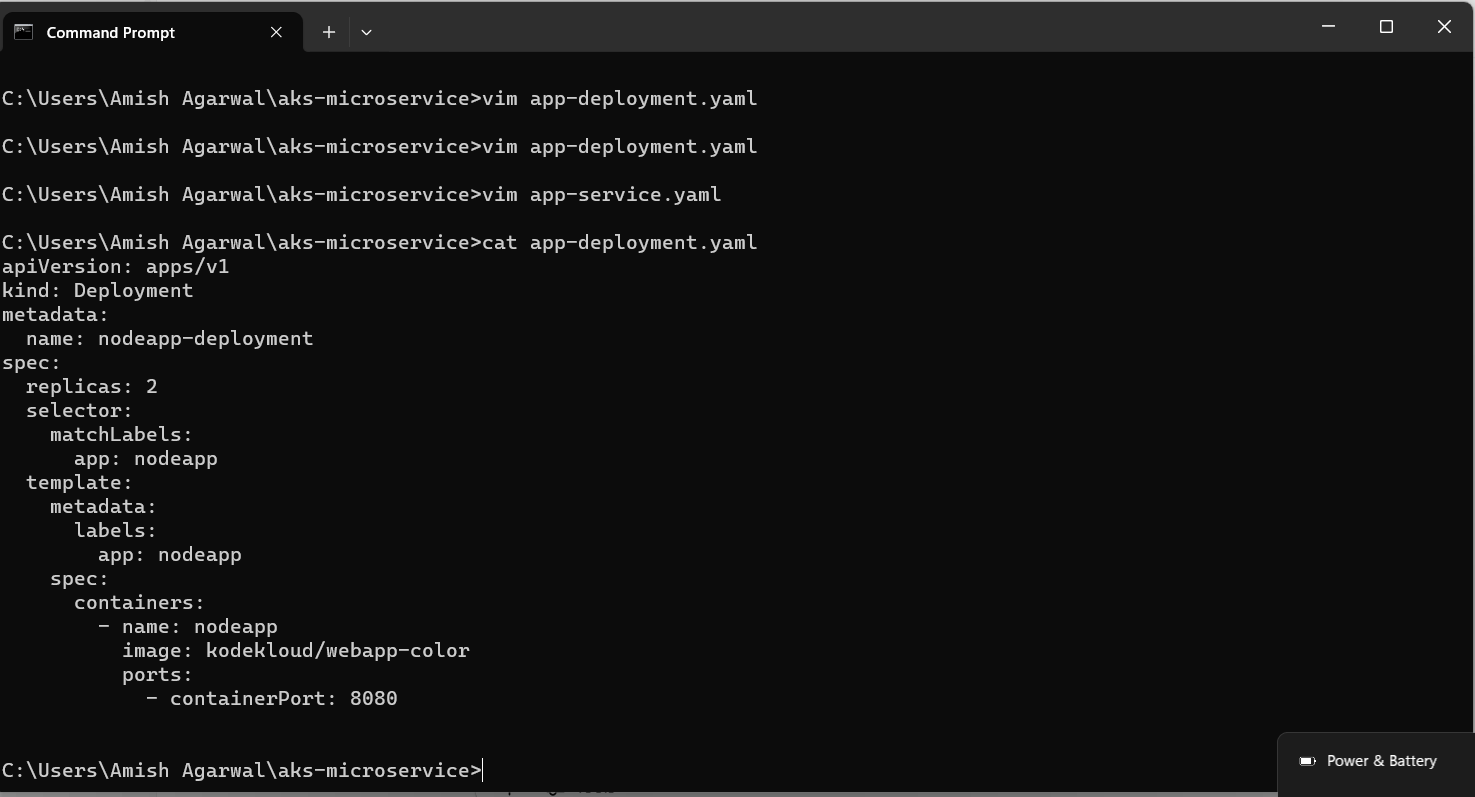 Command Prompt
C:\Users\Amish Agarwal\aks-microservice>vim app-deployment.yaml
C:\Users\Amish Agarwal\aks-microservice>vim app-deployment.yaml
C:\Users\Amish Agarwal\aks-microservice>vim app-service.yaml
C:\Users\Amish Agarwal\aks-microservice>cat app-deployment.yaml
apiVersion: apps/v1
kind: Deployment
metadata:
  name: nodeapp-deployment
spec:
  replicas: 2
  selector:
    matchLabels:
      app: nodeapp
  template:
    metadata:
      labels:
        app: nodeapp
    spec:
      containers:
        - name: nodeapp
          image: kodekloud/webapp-color
          ports:
            - containerPort: 8080
C:\Users\Amish Agarwal\aks-microservice>
Power & Battery